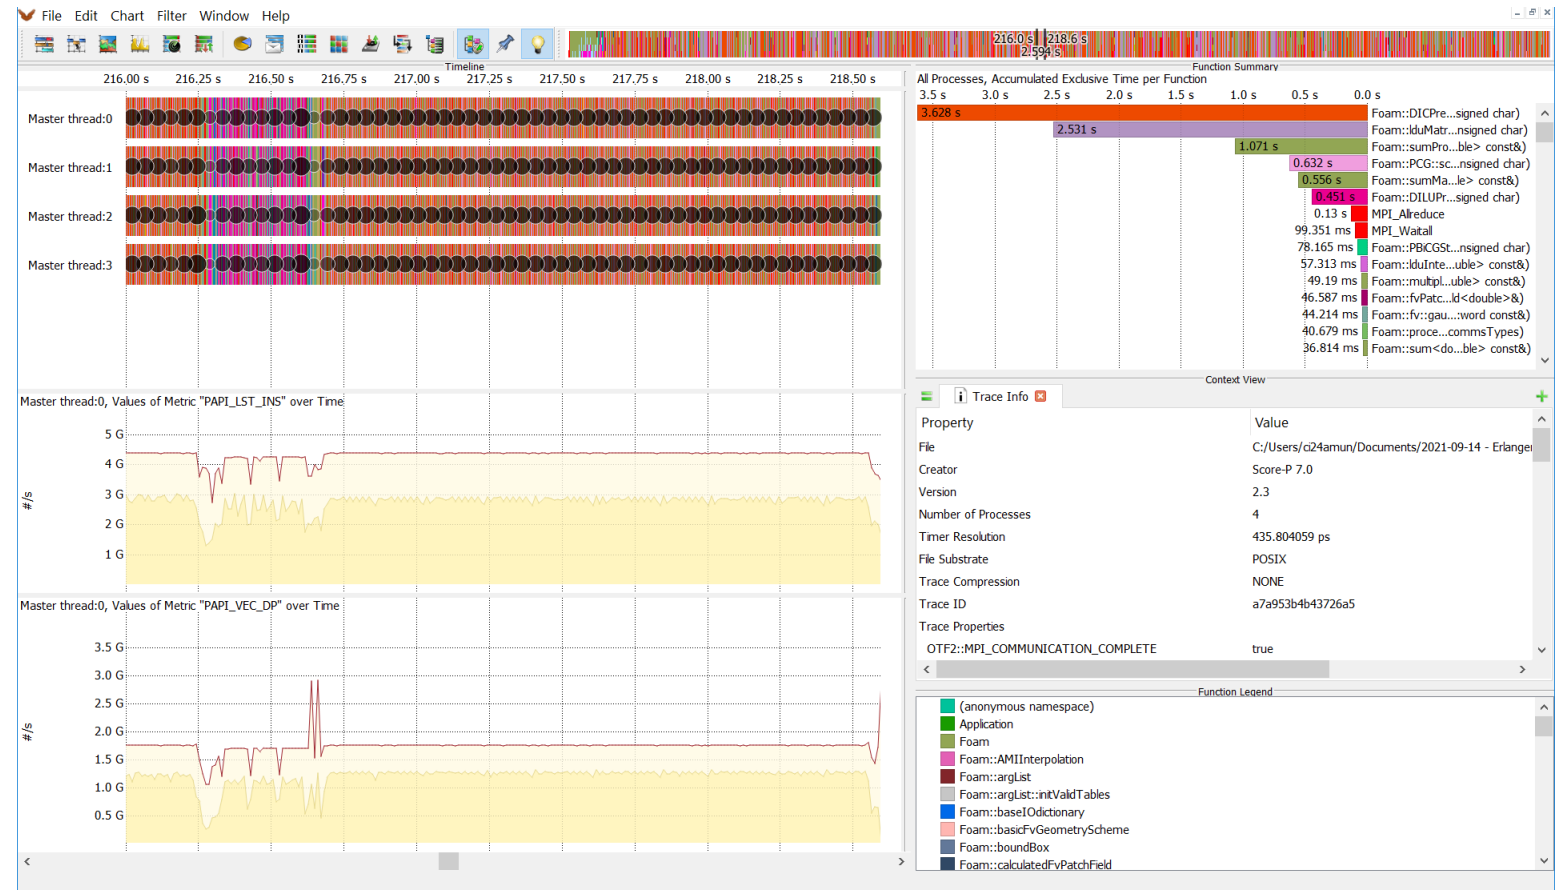 File Edit Chart Filter Window Help
216.0 s 218.6 s
2.594 s
Timeline
216.00 s 216.25 s 216.50 s 216.75 s 217.00 s 217.25 s 217.50 s 217.75 s 218.00 s 218.25 s 218.50 s
Master thread:0
Master thread:1
Master thread:2
Master thread:3
Master thread:0, Values of Metric "PAPI_LST_INS" over Time
5 G
4 G
3 G
2 G
1 G
#/s
Master thread:0, Values of Metric "PAPI_VEC_DP" over Time
3.5 G
3.0 G
2.5 G
2.0 G
1.5 G
1.0 G
0.5 G
#/s
Function Summary
All Processes, Accumulated Exclusive Time per Function
3.5 s 3.0 s 2.5 s 2.0 s 1.5 s 1.0 s 0.5 s 0.0 s
3.628 s Foam::DICPre...signed char)
2.531 s Foam::lduMatr...nsigned char)
1.071 s Foam::sumPro...ble> const&)
0.632 s Foam::PCG::sc...nsigned char)
0.556 s Foam::sumMa...le> const&)
0.451 s Foam::DILUPr...signed char)
0.13 s MPI_Allreduce
99.351 ms MPI_Waitall
78.165 ms Foam::PBiCGSt...nsigned char)
57.313 ms Foam::lduInte...uble> const&)
49.19 ms Foam::multipl...uble> const&)
46.587 ms Foam::fvPatc...ld<double>&)
44.214 ms Foam::fv::gau...:word const&)
40.679 ms Foam::proce...commsTypes)
36.814 ms Foam::sum<do...ble> const&)
Context View
Trace Info
Property Value
File C:/Users/ci24amun/Documents/2021-09-14 - Erlanger
Creator Score-P 7.0
Version 2.3
Number of Processes 4
Timer Resolution 435.804059 ps
File Substrate POSIX
Trace Compression NONE
Trace ID a7a953b4b43726a5
Trace Properties
OTF2::MPI_COMMUNICATION_COMPLETE true
Function Legend
(anonymous namespace)
Application
Foam
Foam::AMIInterpolation
Foam::argList
Foam::argList::initValidTables
Foam::baseIOdictionary
Foam::basicFvGeometryScheme
Foam::boundBox
Foam::calculatedFvPatchField